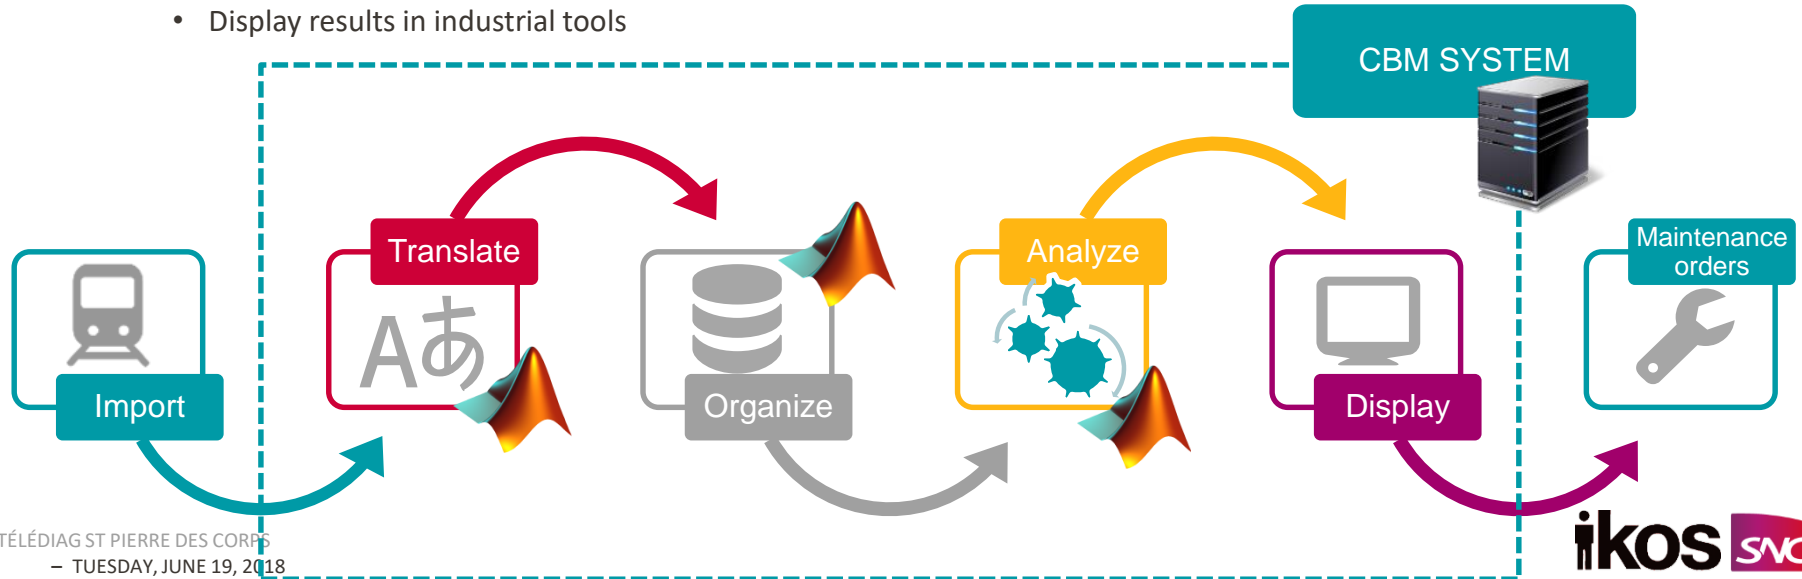 • Display results in industrial tools
CBM SYSTEM
Translate
Analyze
Maintenance
orders
Aあ
Import
Organize
Display
TÉLÉDIAG ST PIERRE DES CORPS
– TUESDAY, JUNE 19, 2018
ikos